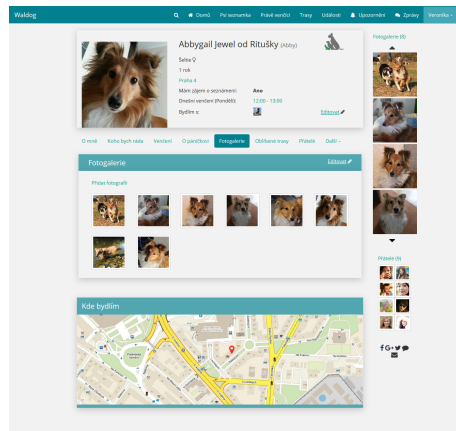 Waldog
Domů Psí seznamka Právě venčící Trasy Události Upozornění Zprávy Veronika
Abbygail Jewel od Ritušky (Abby)
Šeltie
1 rok
Praha 4
Mám zájem o seznámení: Ano
Dnešní venčení (Pondělí): 12:00 - 13:00
Bydlím s:
Editovat
O mně Koho bych ráda Venčení O páníčkovi Fotogalerie Oblíbené trasy Přátelé Další
Fotogalerie
Editovat
Přidat fotografii
Kde bydlím
Fotogalerie (8)
Přátelé (9)